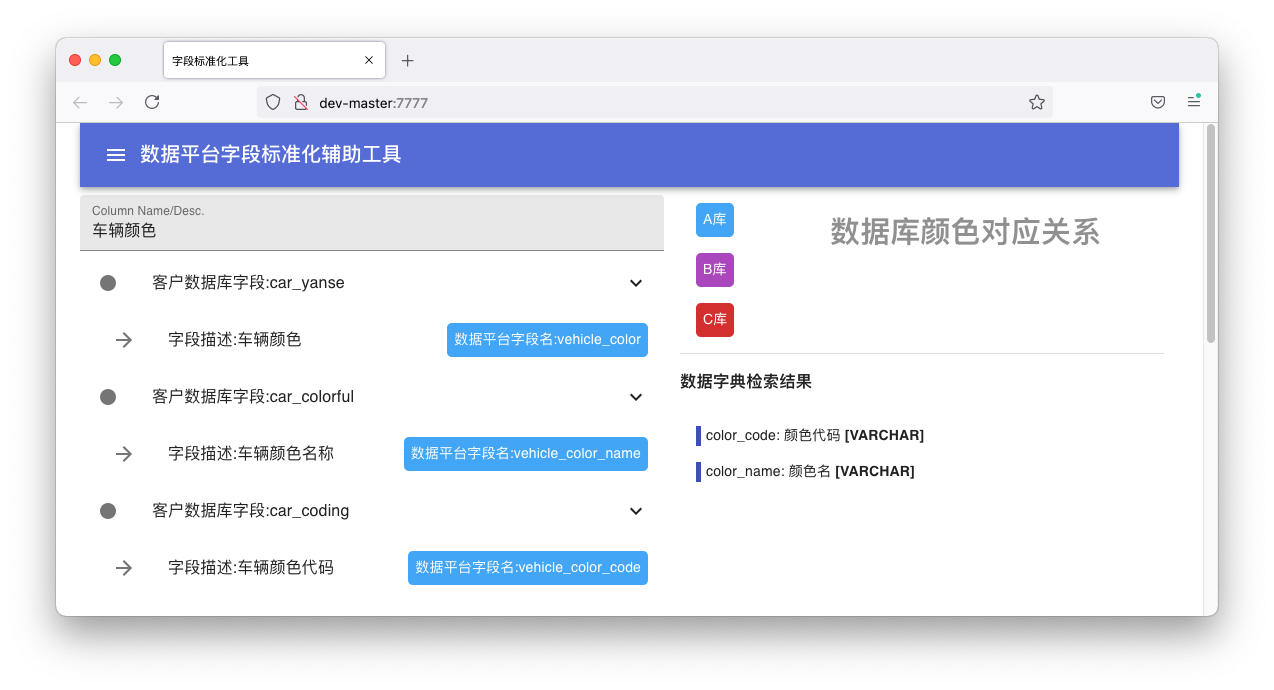 字段标准化工具
dev-master:7777
数据平台字段标准化辅助工具
Column Name/Desc.
车辆颜色
客户数据库字段:car_yanse
字段描述:车辆颜色
数据平台字段名:vehicle_color
客户数据库字段:car_colorful
字段描述:车辆颜色名称
数据平台字段名:vehicle_color_name
客户数据库字段:car_coding
字段描述:车辆颜色代码
数据平台字段名:vehicle_color_code
A库
数据库颜色对应关系
B库
C库
数据字典检索结果
color_code: 颜色代码 [VARCHAR]
color_name: 颜色名 [VARCHAR]